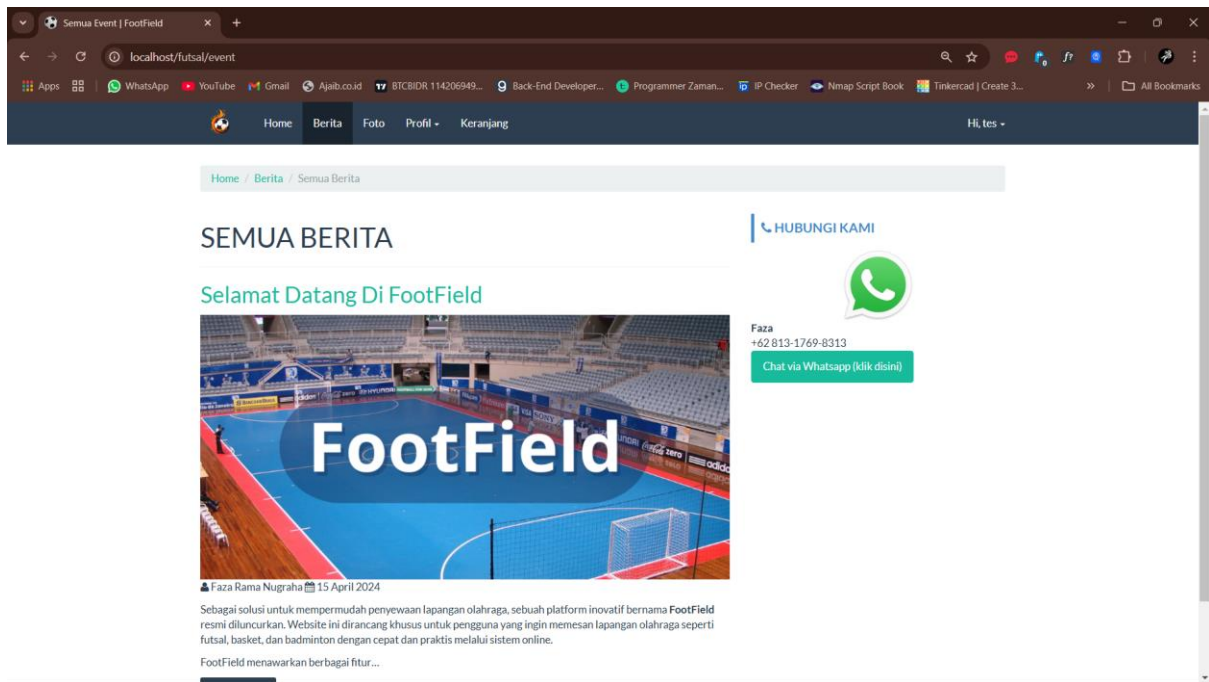 Semua Event | FootField
localhost/futsal/event
Apps
WhatsApp
YouTube
Gmail
Ajaib.co.id
BTCBIDR 114206949...
Back-End Developer...
Programmer Zaman...
IP Checker
Nmap Script Book
Tinkercad | Create 3...
»
All Bookmarks
Home Berita Foto Profil Keranjang Hi, tes
Home / Berita / Semua Berita
SEMUA BERITA
Selamat Datang Di FootField
FootField
Faza Rama Nugraha 15 April 2024
Sebagai solusi untuk mempermudah penyewaan lapangan olahraga, sebuah platform inovatif bernama FootField
resmi diluncurkan. Website ini dirancang khusus untuk pengguna yang ingin memesan lapangan olahraga seperti
futsal, basket, dan badminton dengan cepat dan praktis melalui sistem online.
FootField menawarkan berbagai fitur...
HUBUNGI KAMI
Faza
+62 813-1769-8313
Chat via Whatsapp (klik disini)